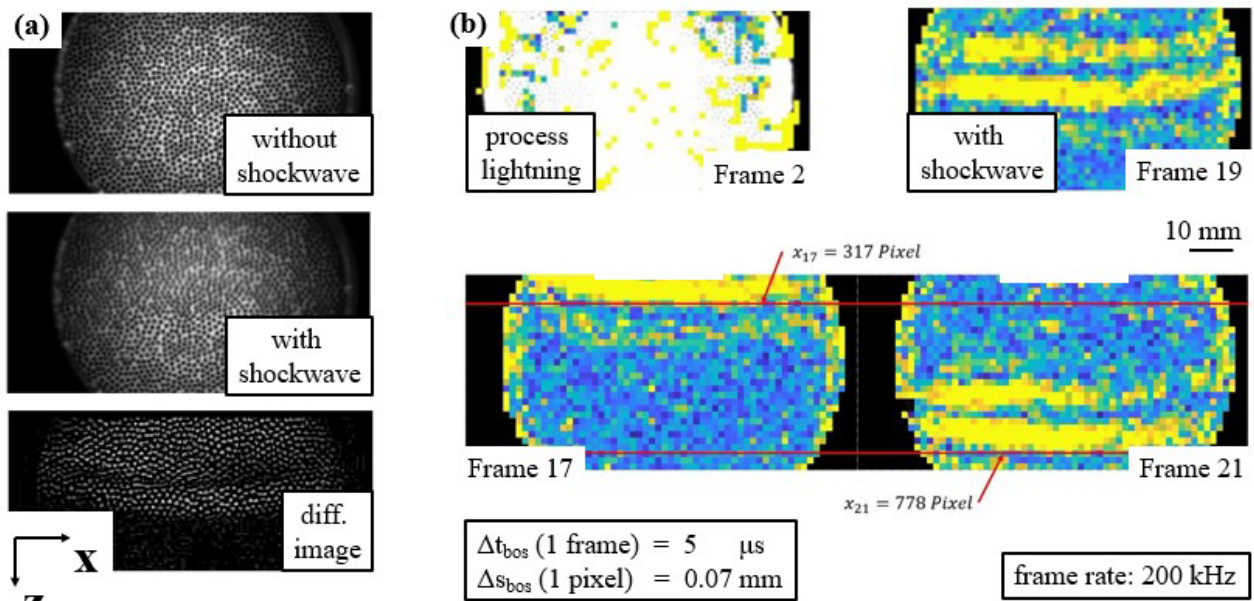 (a)
without
shockwave
with
shockwave
diff.
image
x
z
(b)
process
lightning
Frame 2
with
shockwave
Frame 19
10 mm
x₁₇ = 317 Pixel
Frame 17
Frame 21
x₂₁ = 778 Pixel
Δt_bos (1 frame) = 5 μs
Δs_bos (1 pixel) = 0.07 mm
frame rate: 200 kHz